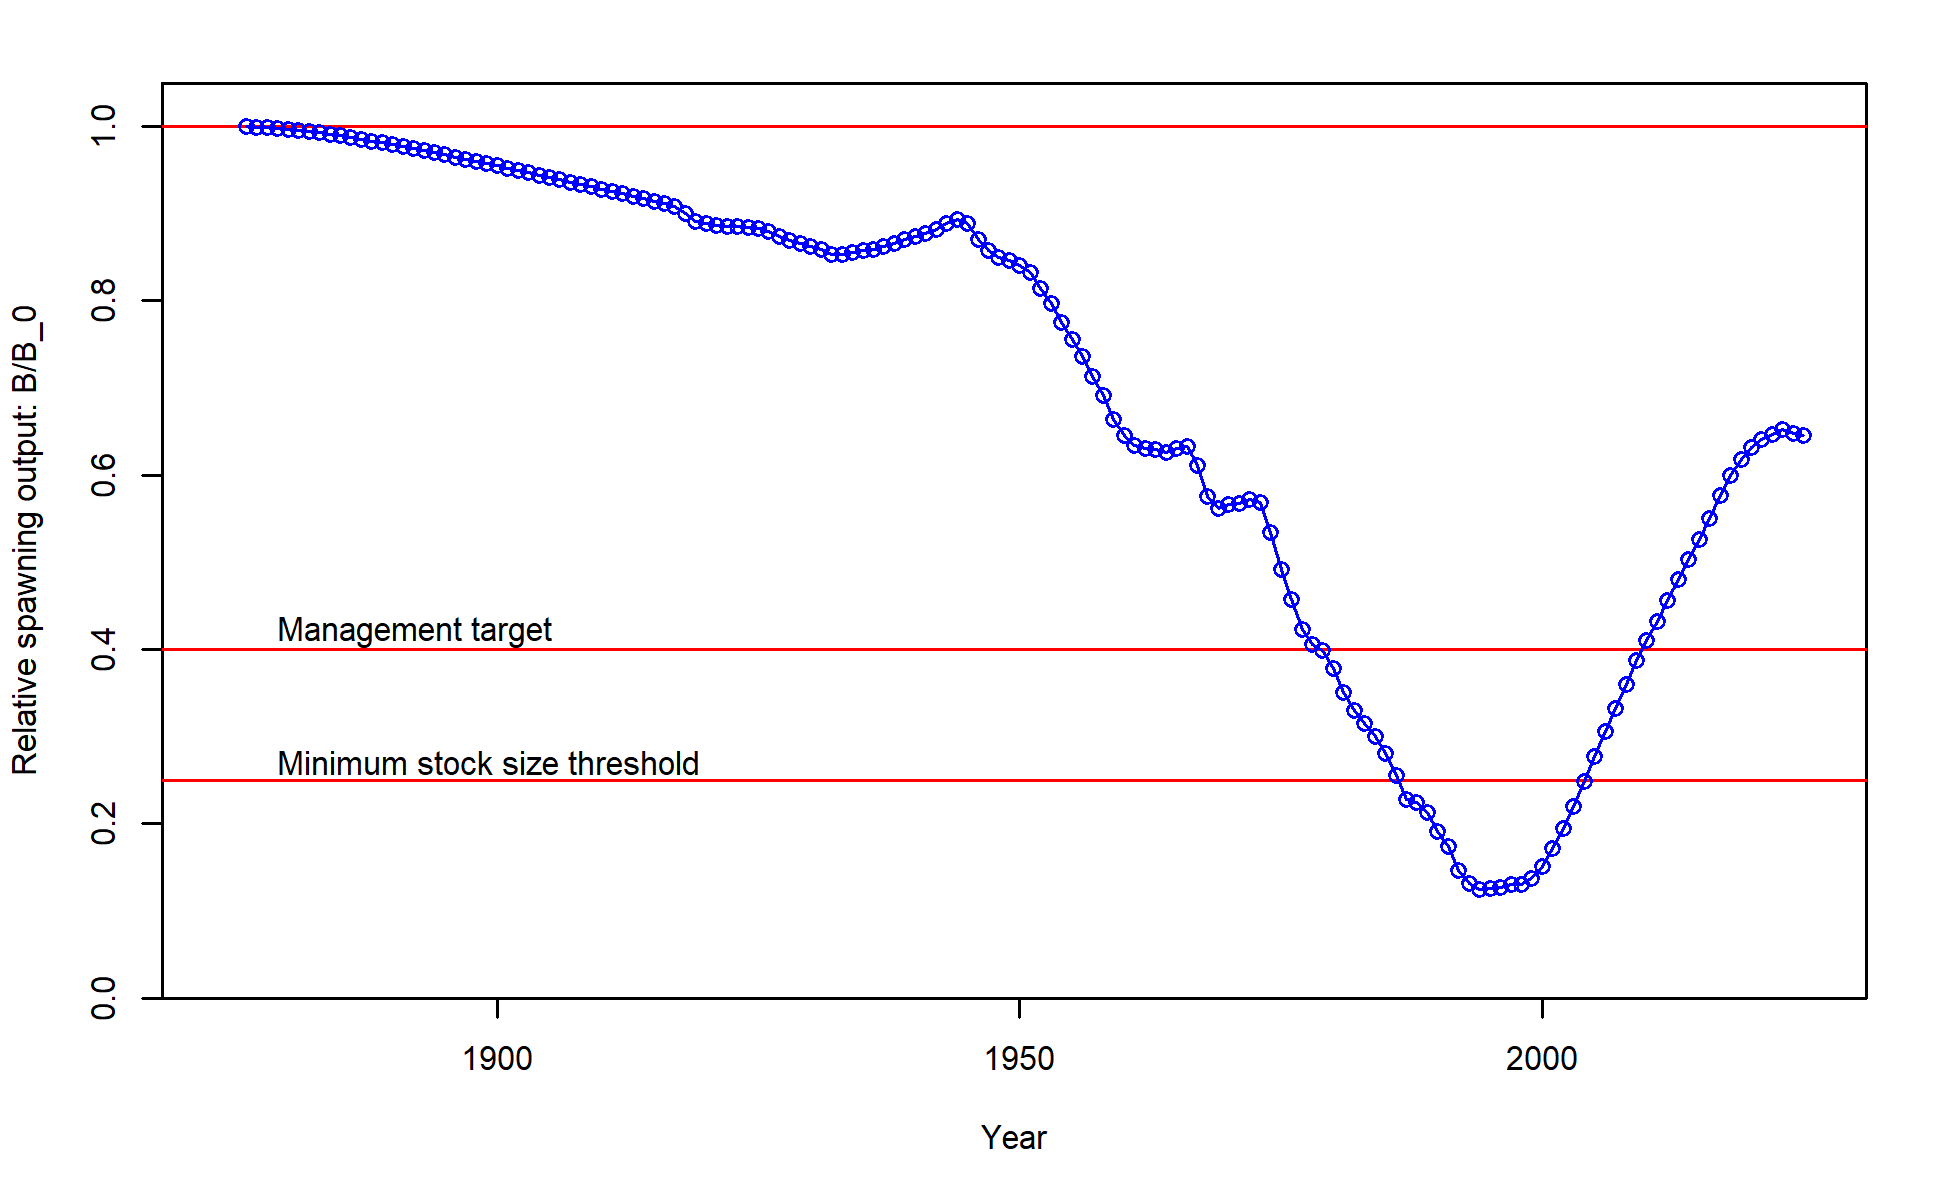 Relative spawning output: B/B_0
1.0
0.8
0.6
0.4
0.2
0.0
Management target
Minimum stock size threshold
1900 1950 2000
Year